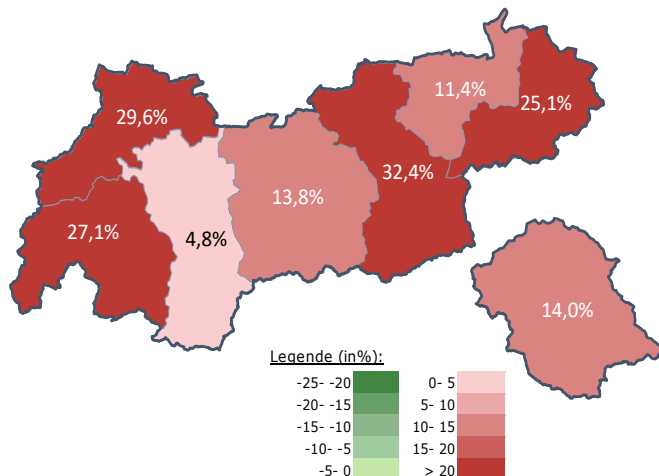 11,4%
25,1%
29,6%
32,4%
13,8%
27,1%
4,8%
14,0%
Legende (in%):
-25- -20 0- 5
-20- -15 5- 10
-15- -10 10- 15
-10- -5 15- 20
-5- 0 > 20